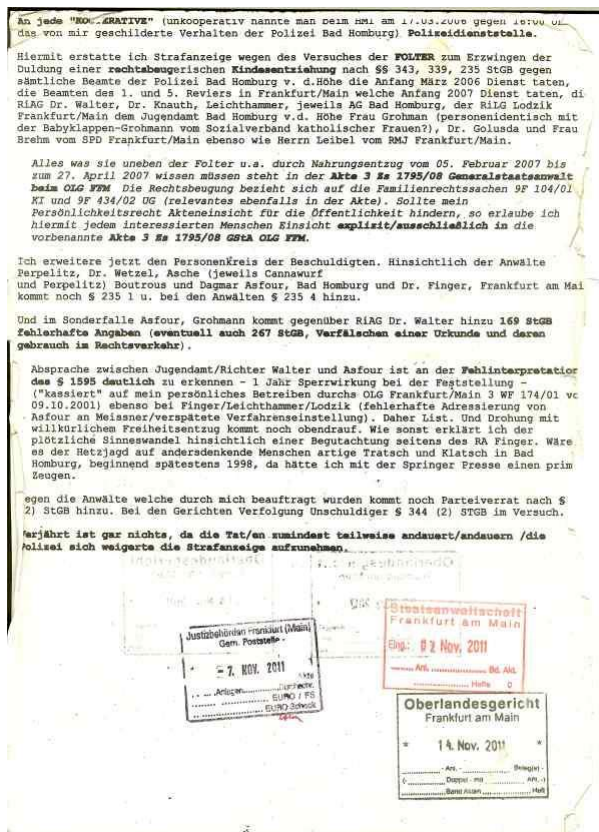 An jede "KOOPERATIVE" (unkooperativ nannte man beim HMI am 17.03.2006 gegen 16:00 Uh
das von mir geschilderte Verhalten der Polizei Bad Homburg) Polizeidienststelle.
Hiermit erstatte ich Strafanzeige wegen des Versuches der FOLTER zum Erzwingen der
Duldung einer rechtsbeugerischen Kindesentziehung nach §§ 343, 339, 235 StGB gegen
sämtliche Beamte der Polizei Bad Homburg v. d.Höhe die Anfang März 2006 Dienst taten,
die Beamten des 1. und 5. Reviers in Frankfurt/Main welche Anfang 2007 Dienst taten, di
RiAG Dr. Walter, Dr. Knauth, Leichthammer, jeweils AG Bad Homburg, der RiLG Lodzik
Frankfurt/Main dem Jugendamt Bad Homburg v.d. Höhe Frau Grohman (personenidentisch mit
der Babyklappen-Grohmann vom Sozialverband katholischer Frauen?), Dr. Golusda und Frau
Brehm vom SPD Frankfurt/Main ebenso wie Herrn Leibel vom RMJ Frankfurt/Main.
Alles was sie uneben der Folter u.a. durch Nahrungsentzug vom 05. Februar 2007 bis
zum 27. April 2007 wissen müssen steht in der Akte 3 Zs 1795/08 Generalstaatsanwalt
beim OLG FFM Die Rechtsbeugung bezieht sich auf die Familienrechtssachen 9F 104/01
KI und 9F 434/02 UG (relevantes ebenfalls in der Akte). Sollte mein
Persönlichkeitsrecht Akteneinsicht für die Öffentlichkeit hindern, so erlaube ich
hiermit jedem interessierten Menschen Einsicht explizit/ausschließlich in die
vorbenannte Akte 3 Zs 1795/08 GStA OLG FFM.
Ich erweitere jetzt den Personenkreis der Beschuldigten. Hinsichtlich der Anwälte
Perpelitz, Dr. Wetzel, Asche (jeweils Cannawurf
und Perpelitz) Boutrous und Dagmar Asfour, Bad Homburg und Dr. Finger, Frankfurt am Mai
kommt noch § 235 1 u. bei den Anwälten § 235 4 hinzu.
Und im Sonderfalle Asfour, Grohmann kommt gegenüber RiAG Dr. Walter hinzu 169 StGB
fehlerhafte Angaben (eventuell auch 267 StGB, Verfälschen einer Urkunde und deren
gebrauch im Rechtsverkehr).
Absprache zwischen Jugendamt/Richter Walter und Asfour ist an der Fehlinterpretation
des § 1595 deutlich zu erkennen - 1 Jahr Sperrwirkung bei der Feststellung -
("kassiert" auf mein persönliches Betreiben durchs OLG Frankfurt/Main 3 WF 174/01 vo
09.10.2001) ebenso bei Finger/Leichthammer/Lodzik (fehlerhafte Adressierung von
Asfour an Meissner/verspätete Verfahrenseinstellung). Daher List. Und Drohung mit
willkürlichem Freiheitsentzug kommt noch obendrauf. Wie sonst erklärt ich der
plötzliche Sinneswandel hinsichtlich einer Begutachtung seitens des RA Finger. Wäre
es der Hetzjagd auf andersdenkende Menschen artige Tratsch und Klatsch in Bad
Homburg, beginnend spätestens 1998, da hätte ich mit der Springer Presse einen prim
Zeugen.
egen die Anwälte welche durch mich beauftragt wurden kommt noch Parteiverrat nach §
2) StGB hinzu. Bei den Gerichten Verfolgung Unschuldiger § 344 (2) STGB im Versuch.
Verjährt ist gar nichts, da die Tat/en zumindest teilweise andauert/andauern /die
Polizei sich weigerte die Strafanzeige aufzunehmen.
Justizbehörden Frankfurt (Main)
Gem. Poststelle
- 7. NOV. 2011
Akte
Anlagen
EURO / FS
EURO Scheck
Staatsanwaltschaft
Frankfurt am Main
Eing.: 07. Nov. 2011
Anl. Bd. Akt.
Hefte 0
Oberlandesgericht
Frankfurt am Main
* 14. Nov. 2011 *
- Anl. - Beleg(e) -
(- Doppel - mit Anl. -)
Band Akten Heft